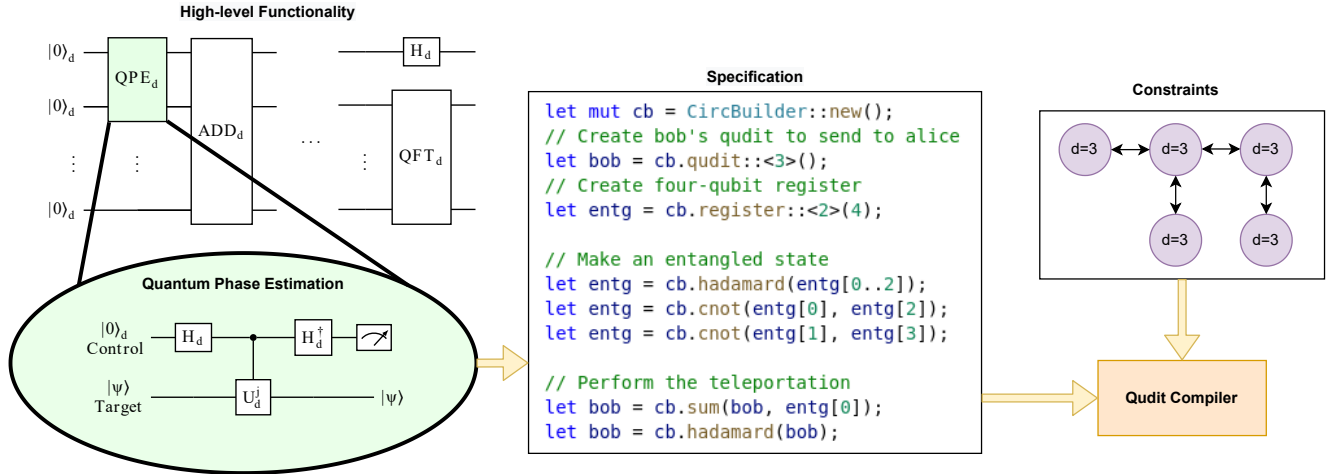 High-level Functionality
|0⟩d
|0⟩d
⋮ ⋮
|0⟩d
QPEd
ADDd
...
Hd
QFTd
Quantum Phase Estimation
|0⟩d
Control
Hd
Hd†
|ψ⟩
Target
Udj
|ψ⟩
Specification
let mut cb = CircBuilder::new();
// Create bob's qudit to send to alice
let bob = cb.qudit::<3>();
// Create four-qubit register
let entg = cb.register::<2>(4);
// Make an entangled state
let entg = cb.hadamard(entg[0..2]);
let entg = cb.cnot(entg[0], entg[2]);
let entg = cb.cnot(entg[1], entg[3]);
// Perform the teleportation
let bob = cb.sum(bob, entg[0]);
let bob = cb.hadamard(bob);
Constraints
d=3
d=3
d=3
d=3
d=3
Qudit Compiler